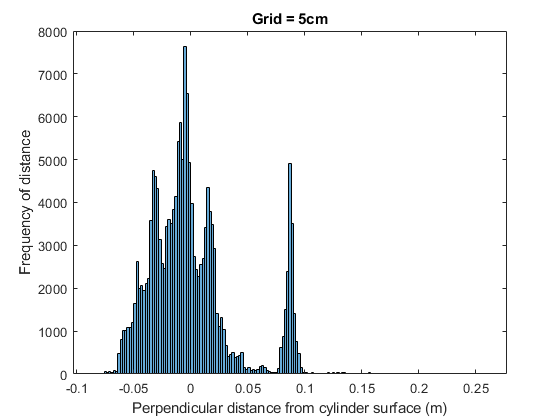 Grid = 5cm
8000
7000
6000
5000
4000
3000
2000
1000
0
Frequency of distance
-0.1 -0.05 0 0.05 0.1 0.15 0.2 0.25
Perpendicular distance from cylinder surface (m)